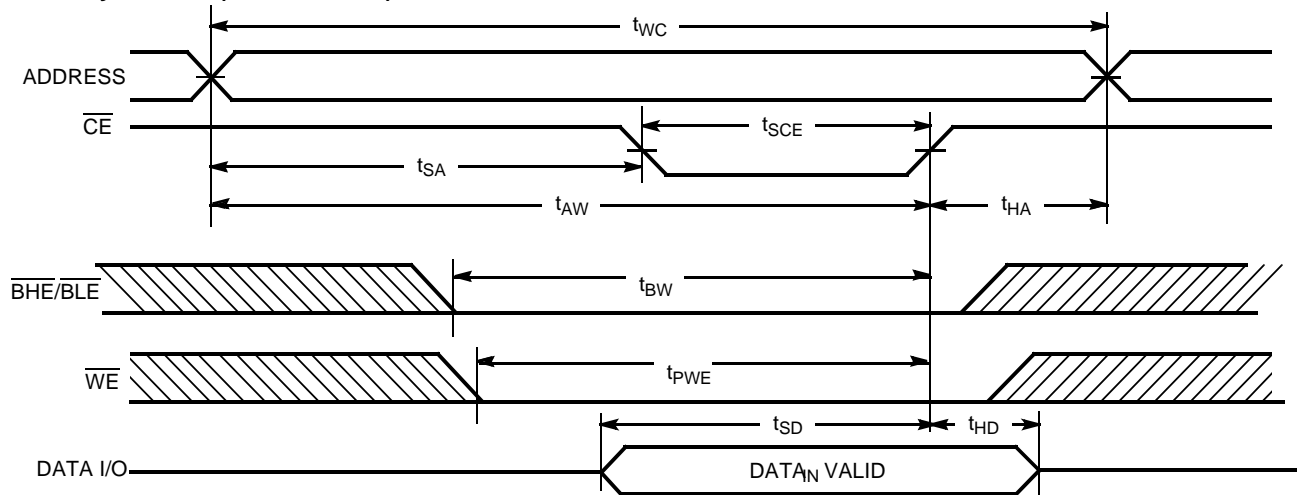 tWC
ADDRESS
CE
tSCE
tSA
tAW
tHA
BHE/BLE
tBW
WE
tPWE
tSD
tHD
DATA I/O
DATAIN VALID